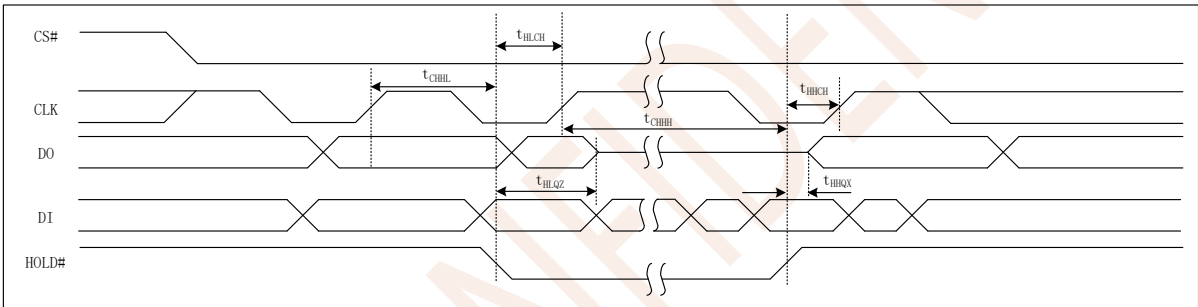 CS#
tHLCH
tCHHL
tHHCH
CLK
tCHHH
DO
tHLQZ
tHHQX
DI
HOLD#